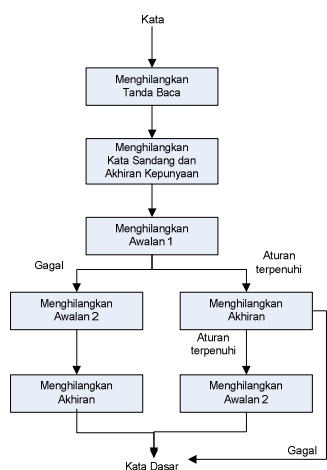 Kata
Menghilangkan
Tanda Baca
Menghilangkan
Kata Sandang dan
Akhiran Kepunyaan
Menghilangkan
Awalan 1
Gagal
Aturan
terpenuhi
Menghilangkan
Awalan 2
Menghilangkan
Akhiran
Aturan
terpenuhi
Menghilangkan
Akhiran
Menghilangkan
Awalan 2
Gagal
Kata Dasar